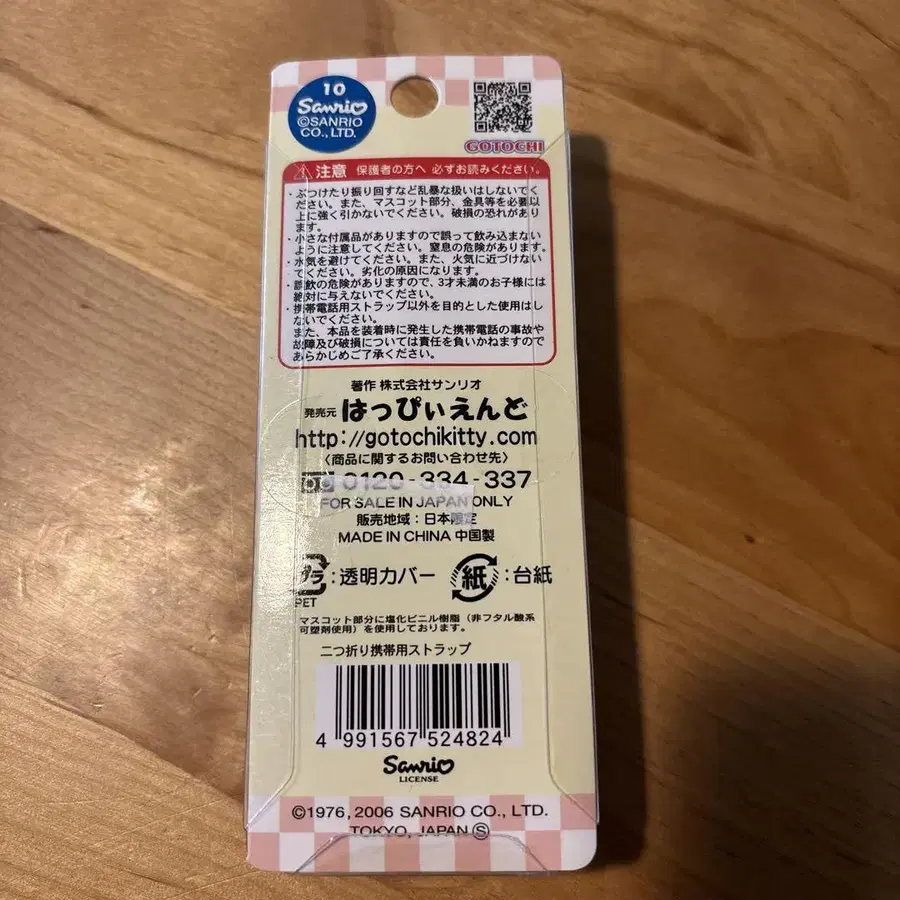 10
Sanrio
©SANRIO
CO., LTD.
GOTOCHI
注意 保護者の方へ 必ずお読みください。
・ぶつけたり振り回すなど乱暴な扱いはしないでく
ださい。また、マスコット部分、金具等を必要以
上に強く引かないでください。破損の恐れがあり
ます。
・小さな付属品がありますので誤って飲み込まない
ように注意してください。窒息の危険があります。
・水気を避けてください。また、火気に近づけない
でください。劣化の原因になります。
・誤飲の危険がありますので、3才未満のお子様には
絶対に与えないでください。
・携帯電話用ストラップ以外を目的とした使用はし
ないでください。
また、本品を装着時に発生した携帯電話の事故や
故障及び破損については責任を負いかねますので
あらかじめご了承ください。
著作 株式会社サンリオ
発売元 はっぴぃえんど
http://gotochikitty.com
〈商品に関するお問い合わせ先〉
0120-334-337
FOR SALE IN JAPAN ONLY
販売地域：日本限定
MADE IN CHINA 中国製
プラ：透明カバー 紙：台紙
PET
マスコット部分に塩化ビニル樹脂（非フタル酸系
可塑剤使用）を使用しております。
二つ折り携帯用ストラップ
4 991567 524824
Sanrio
LICENSE
©1976, 2006 SANRIO CO., LTD.
TOKYO, JAPAN Ⓢ